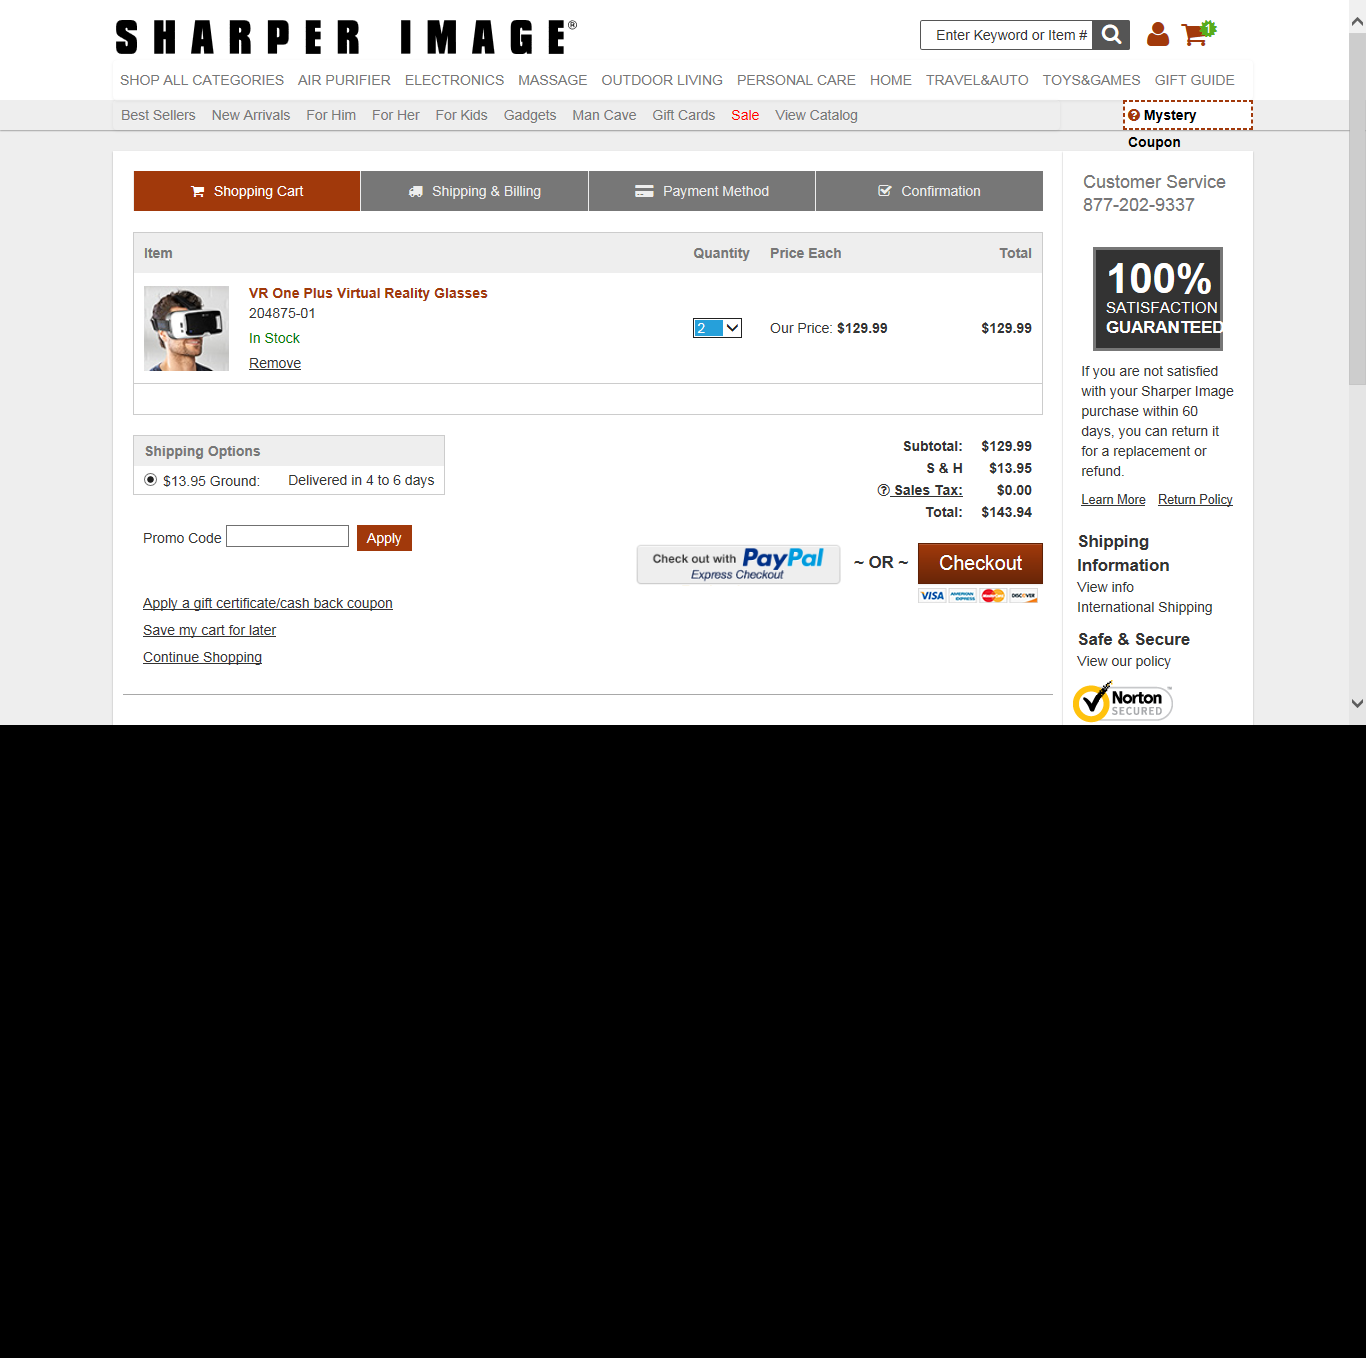 SHARPER IMAGE®
Enter Keyword or Item #
1
SHOP ALL CATEGORIES AIR PURIFIER ELECTRONICS MASSAGE OUTDOOR LIVING PERSONAL CARE HOME TRAVEL&AUTO TOYS&GAMES GIFT GUIDE
Best Sellers New Arrivals For Him For Her For Kids Gadgets Man Cave Gift Cards Sale View Catalog
Mystery
Coupon
Shopping Cart Shipping & Billing Payment Method Confirmation
Item Quantity Price Each Total
VR One Plus Virtual Reality Glasses
204875-01
In Stock
Remove
2 Our Price: $129.99 $129.99
Shipping Options
$13.95 Ground: Delivered in 4 to 6 days
Subtotal: $129.99
S & H $13.95
Sales Tax: $0.00
Total: $143.94
Promo Code Apply
Check out with PayPal
Express Checkout
~ OR ~
Checkout
VISA AMERICAN EXPRESS MasterCard DISCOVER
Apply a gift certificate/cash back coupon
Save my cart for later
Continue Shopping
Customer Service
877-202-9337
100%
SATISFACTION
GUARANTEED
If you are not satisfied
with your Sharper Image
purchase within 60
days, you can return it
for a replacement or
refund.
Learn More Return Policy
Shipping
Information
View info
International Shipping
Safe & Secure
View our policy
Norton
SECURED